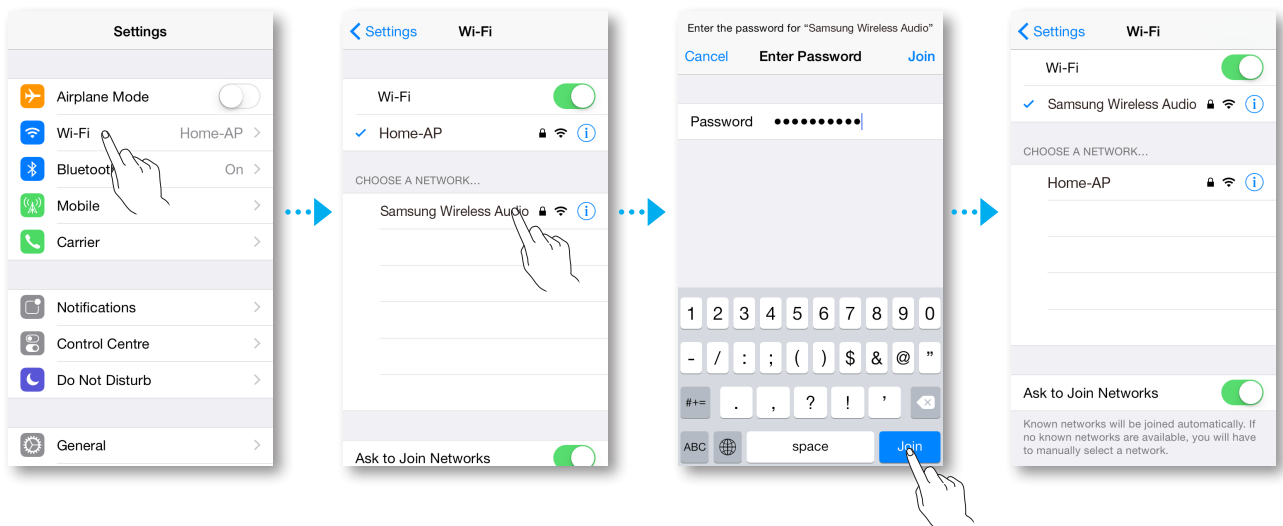 Settings
Airplane Mode
Wi-Fi Home-AP
Bluetoot On
Mobile
Carrier
Notifications
Control Centre
Do Not Disturb
General
Settings Wi-Fi
Wi-Fi
Home-AP
CHOOSE A NETWORK...
Samsung Wireless Audio
Ask to Join Networks
Enter the password for “Samsung Wireless Audio”
Cancel Enter Password Join
Password ●●●●●●●●●●
1 2 3 4 5 6 7 8 9 0
- / : ; ( ) $ & @ ”
#+= . , ? ! ’
ABC space Join
Settings Wi-Fi
Wi-Fi
Samsung Wireless Audio
CHOOSE A NETWORK...
Home-AP
Ask to Join Networks
Known networks will be joined automatically. If
no known networks are available, you will have
to manually select a network.